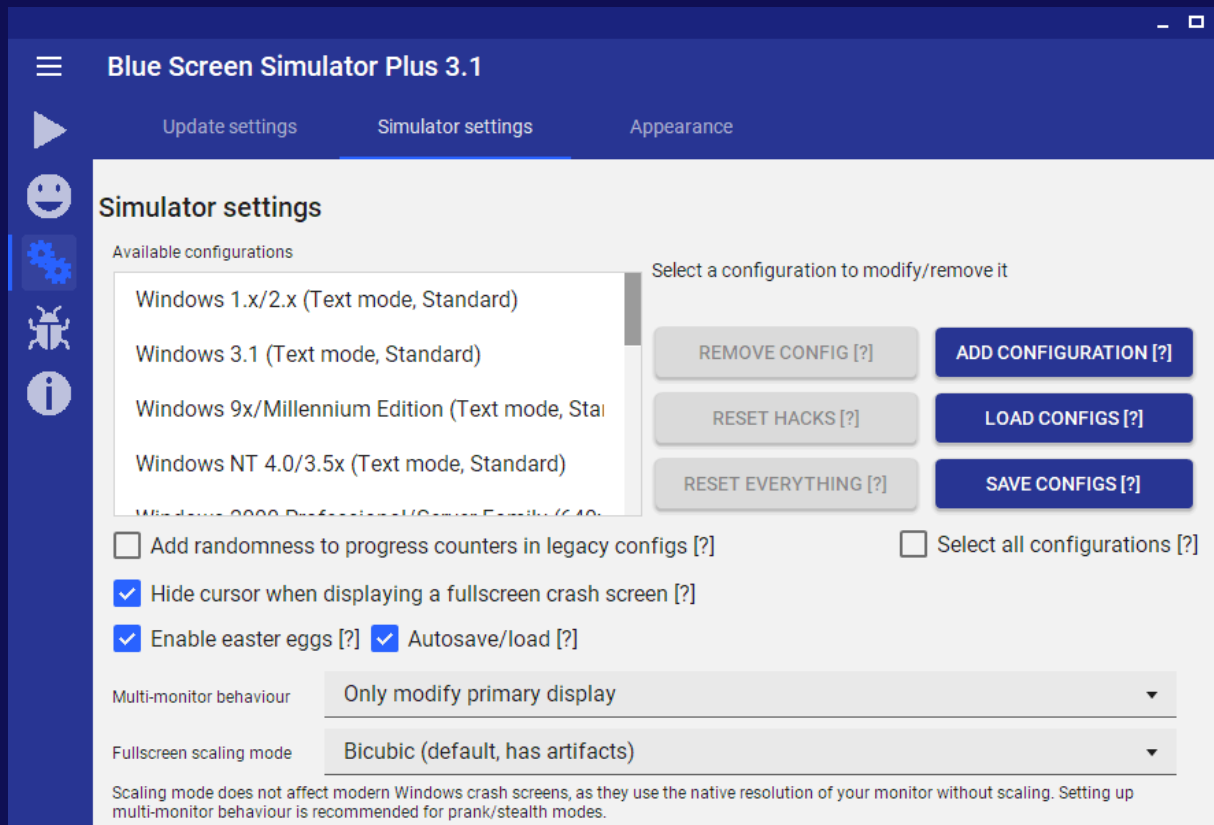 Blue Screen Simulator Plus 3.1
Update settings
Simulator settings
Appearance
Simulator settings
Available configurations
Select a configuration to modify/remove it
Windows 1.x/2.x (Text mode, Standard)
Windows 3.1 (Text mode, Standard)
Windows 9x/Millennium Edition (Text mode, Sta
Windows NT 4.0/3.5x (Text mode, Standard)
Windows 2000 Professional/Server Family (640
REMOVE CONFIG [?]
ADD CONFIGURATION [?]
RESET HACKS [?]
LOAD CONFIGS [?]
RESET EVERYTHING [?]
SAVE CONFIGS [?]
Add randomness to progress counters in legacy configs [?]
Select all configurations [?]
Hide cursor when displaying a fullscreen crash screen [?]
Enable easter eggs [?]
Autosave/load [?]
Multi-monitor behaviour
Only modify primary display
Fullscreen scaling mode
Bicubic (default, has artifacts)
Scaling mode does not affect modern Windows crash screens, as they use the native resolution of your monitor without scaling. Setting up
multi-monitor behaviour is recommended for prank/stealth modes.